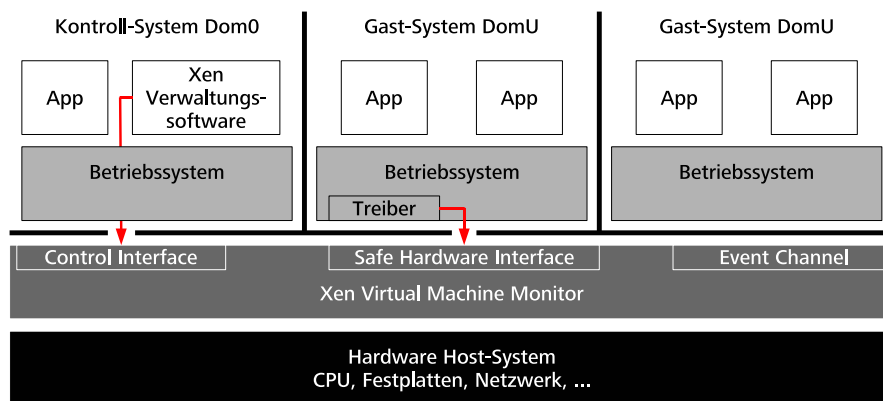 Kontroll-System Dom0
Gast-System DomU
Gast-System DomU
App
Xen
Verwaltungs-
software
App
App
App
App
Betriebssystem
Betriebssystem
Betriebssystem
Treiber
Control Interface
Safe Hardware Interface
Event Channel
Xen Virtual Machine Monitor
Hardware Host-System
CPU, Festplatten, Netzwerk, ...